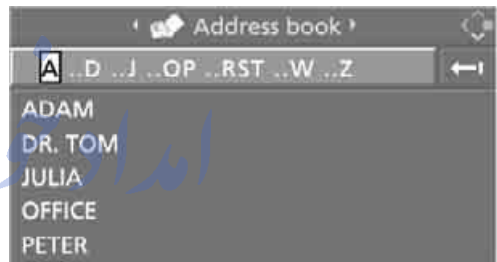 Address book
A ..D ..J ..OP ..RST ..W ..Z
ADAM
DR. TOM
JULIA
OFFICE
PETER